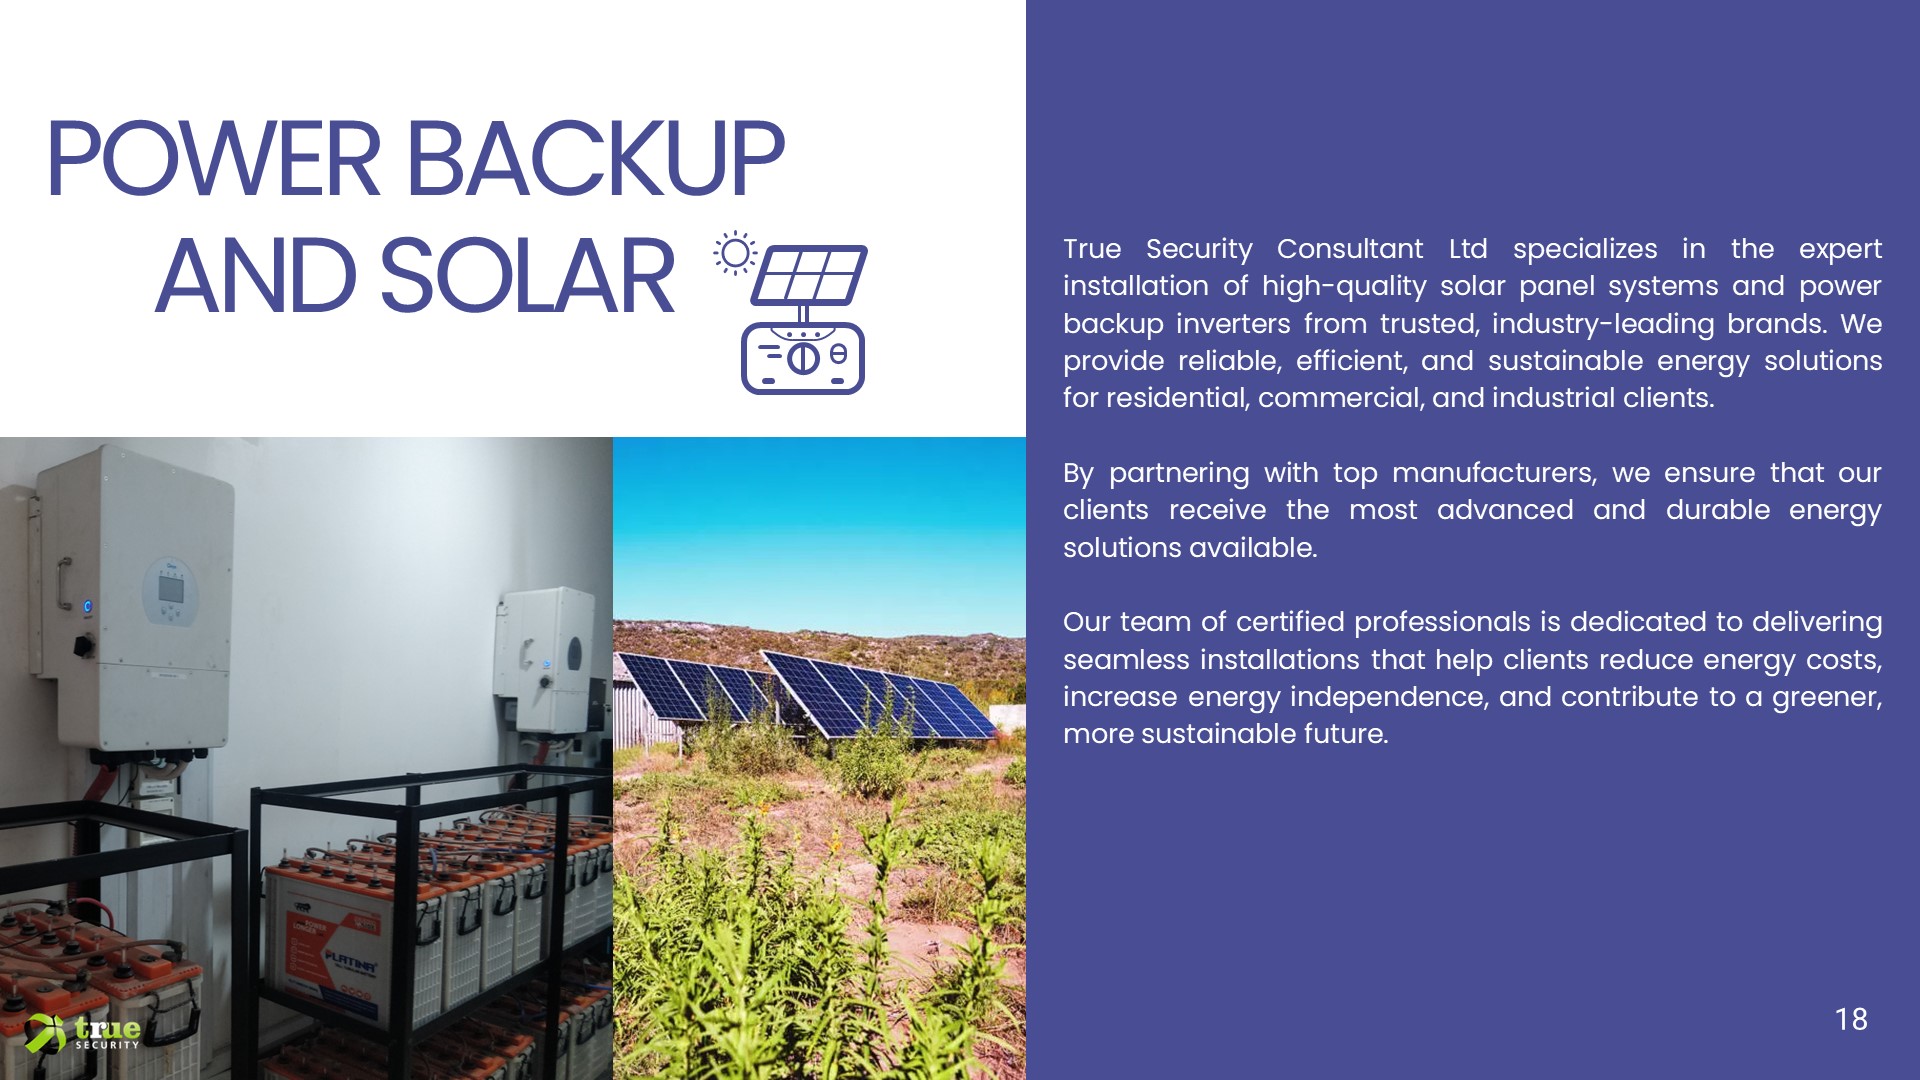 POWER BACKUP
AND SOLAR
True Security Consultant Ltd specializes in the expert
installation of high-quality solar panel systems and power
backup inverters from trusted, industry-leading brands. We
provide reliable, efficient, and sustainable energy solutions
for residential, commercial, and industrial clients.
By partnering with top manufacturers, we ensure that our
clients receive the most advanced and durable energy
solutions available.
Our team of certified professionals is dedicated to delivering
seamless installations that help clients reduce energy costs,
increase energy independence, and contribute to a greener,
more sustainable future.
PLATINA
true
SECURITY
18